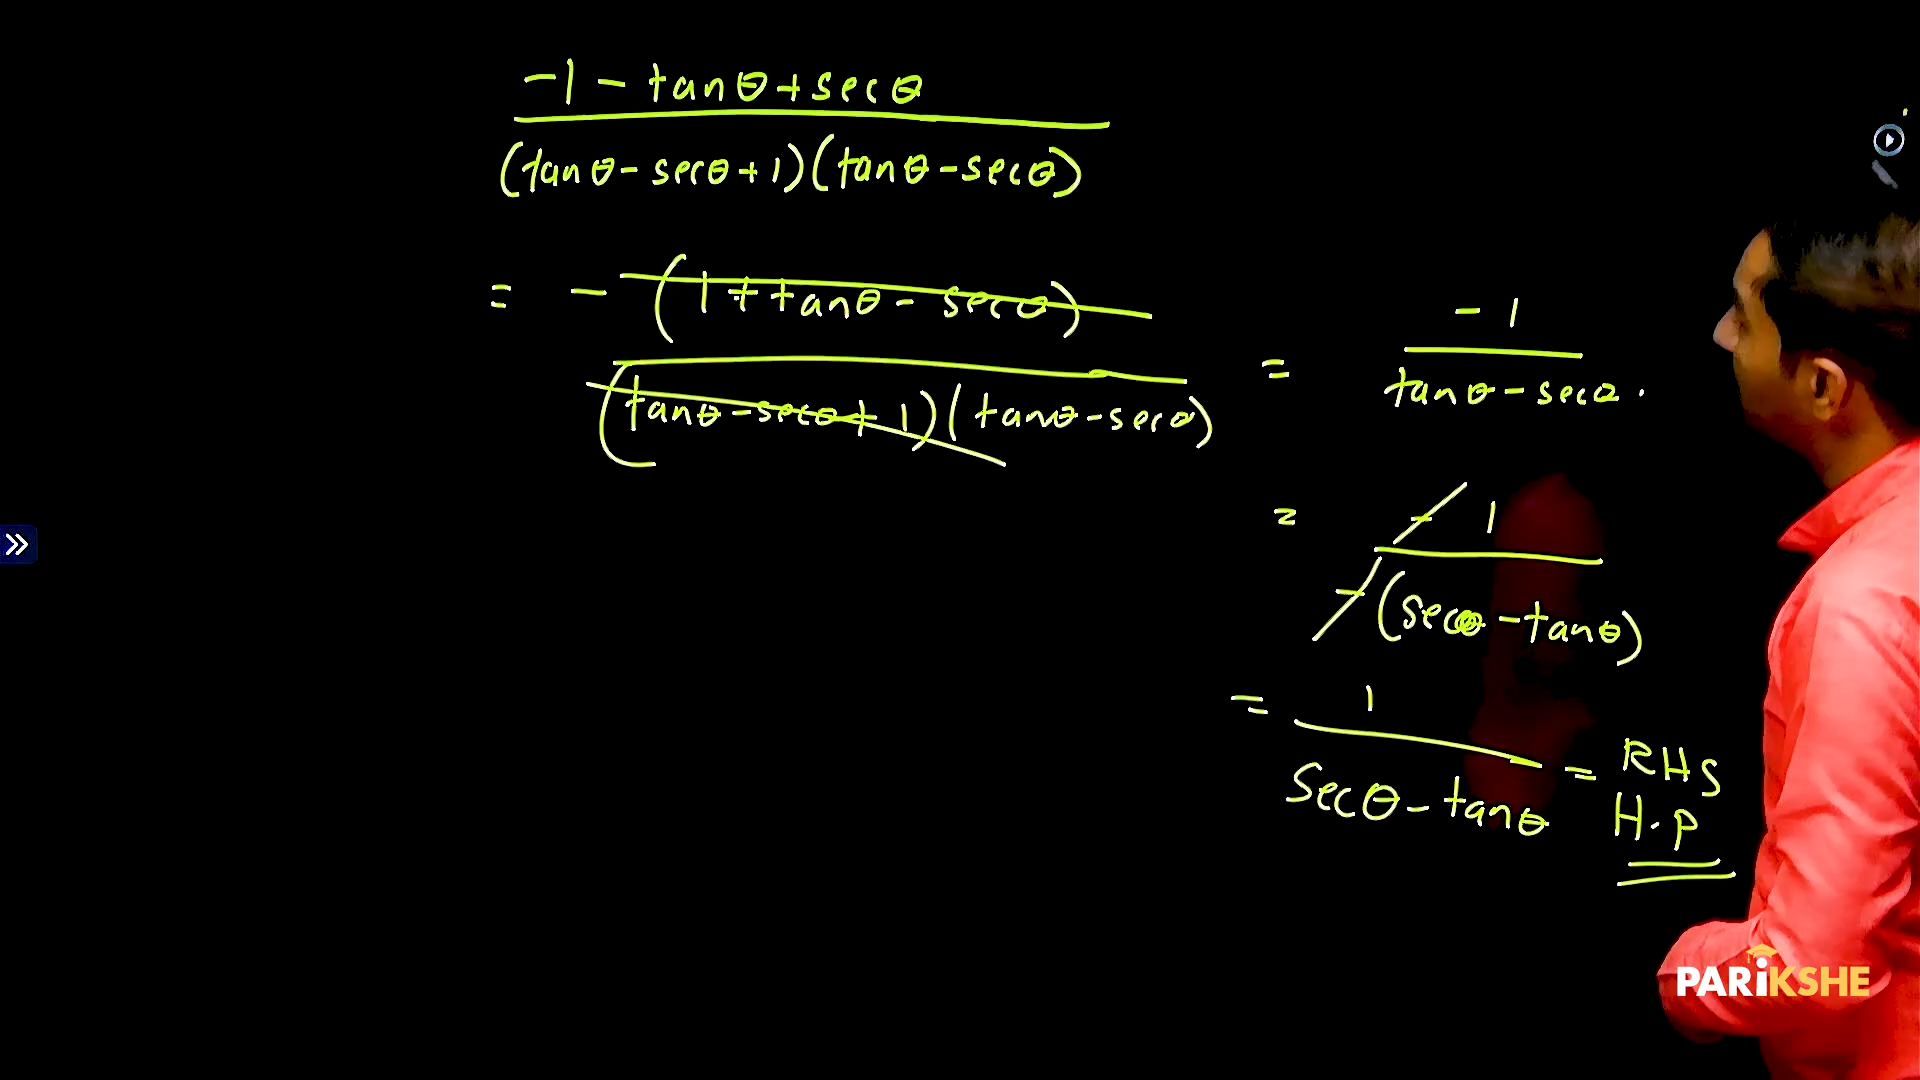 -1 - tanθ + secθ
(tanθ - secθ + 1)(tanθ - secθ)
= - (1 + tanθ - secθ)
(tanθ - secθ + 1)(tanθ - secθ)
= - 1
tanθ - secθ.
= - 1
- (secθ - tanθ)
= 1
Secθ - tanθ
= RHS
H.P
PARiKSHE